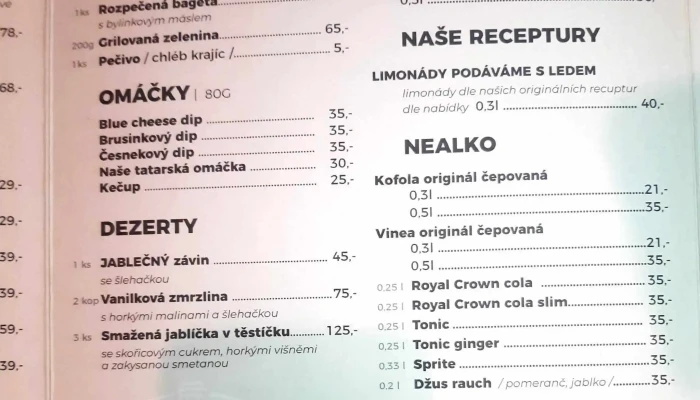 1 ks Rozpečená bageta
s bylinkovým máslem
200g Grilovaná zelenina 65,-
1 ks Pečivo / chléb krajíc / 5,-
OMÁČKY | 80G
Blue cheese dip 35,-
Brusinkový dip 35,-
Česnekový dip 35,-
Naše tatarská omáčka 30,-
Kečup 25,-
DEZERTY
1 ks JABLEČNÝ závin 45,-
se šlehačkou
2 kop Vanilková zmrzlina 75,-
s horkými malinami a šlehačkou
3 ks Smažená jablíčka v těstíčku 125,-
se skořicovým cukrem, horkými višněmi
a zakysanou smetanou
78,-
68,-
29,-
29,-
39,-
39,-
59,-
39,-
NAŠE RECEPTURY
LIMONÁDY PODÁVÁME S LEDEM
limonády dle našich originálních recuptur
dle nabídky 0,3l 40,-
NEALKO
Kofola originál čepovaná
0,3l 21,-
0,5l 35,-
Vinea originál čepovaná
0,3l 21,-
0,5l 35,-
0,25 l Royal Crown cola 35,-
0,25 l Royal Crown cola slim 35,-
0,25 l Tonic 35,-
0,25 l Tonic ginger 35,-
0,33 l Sprite 35,-
0,2 l Džus rauch / pomeranč, jablko / 35,-